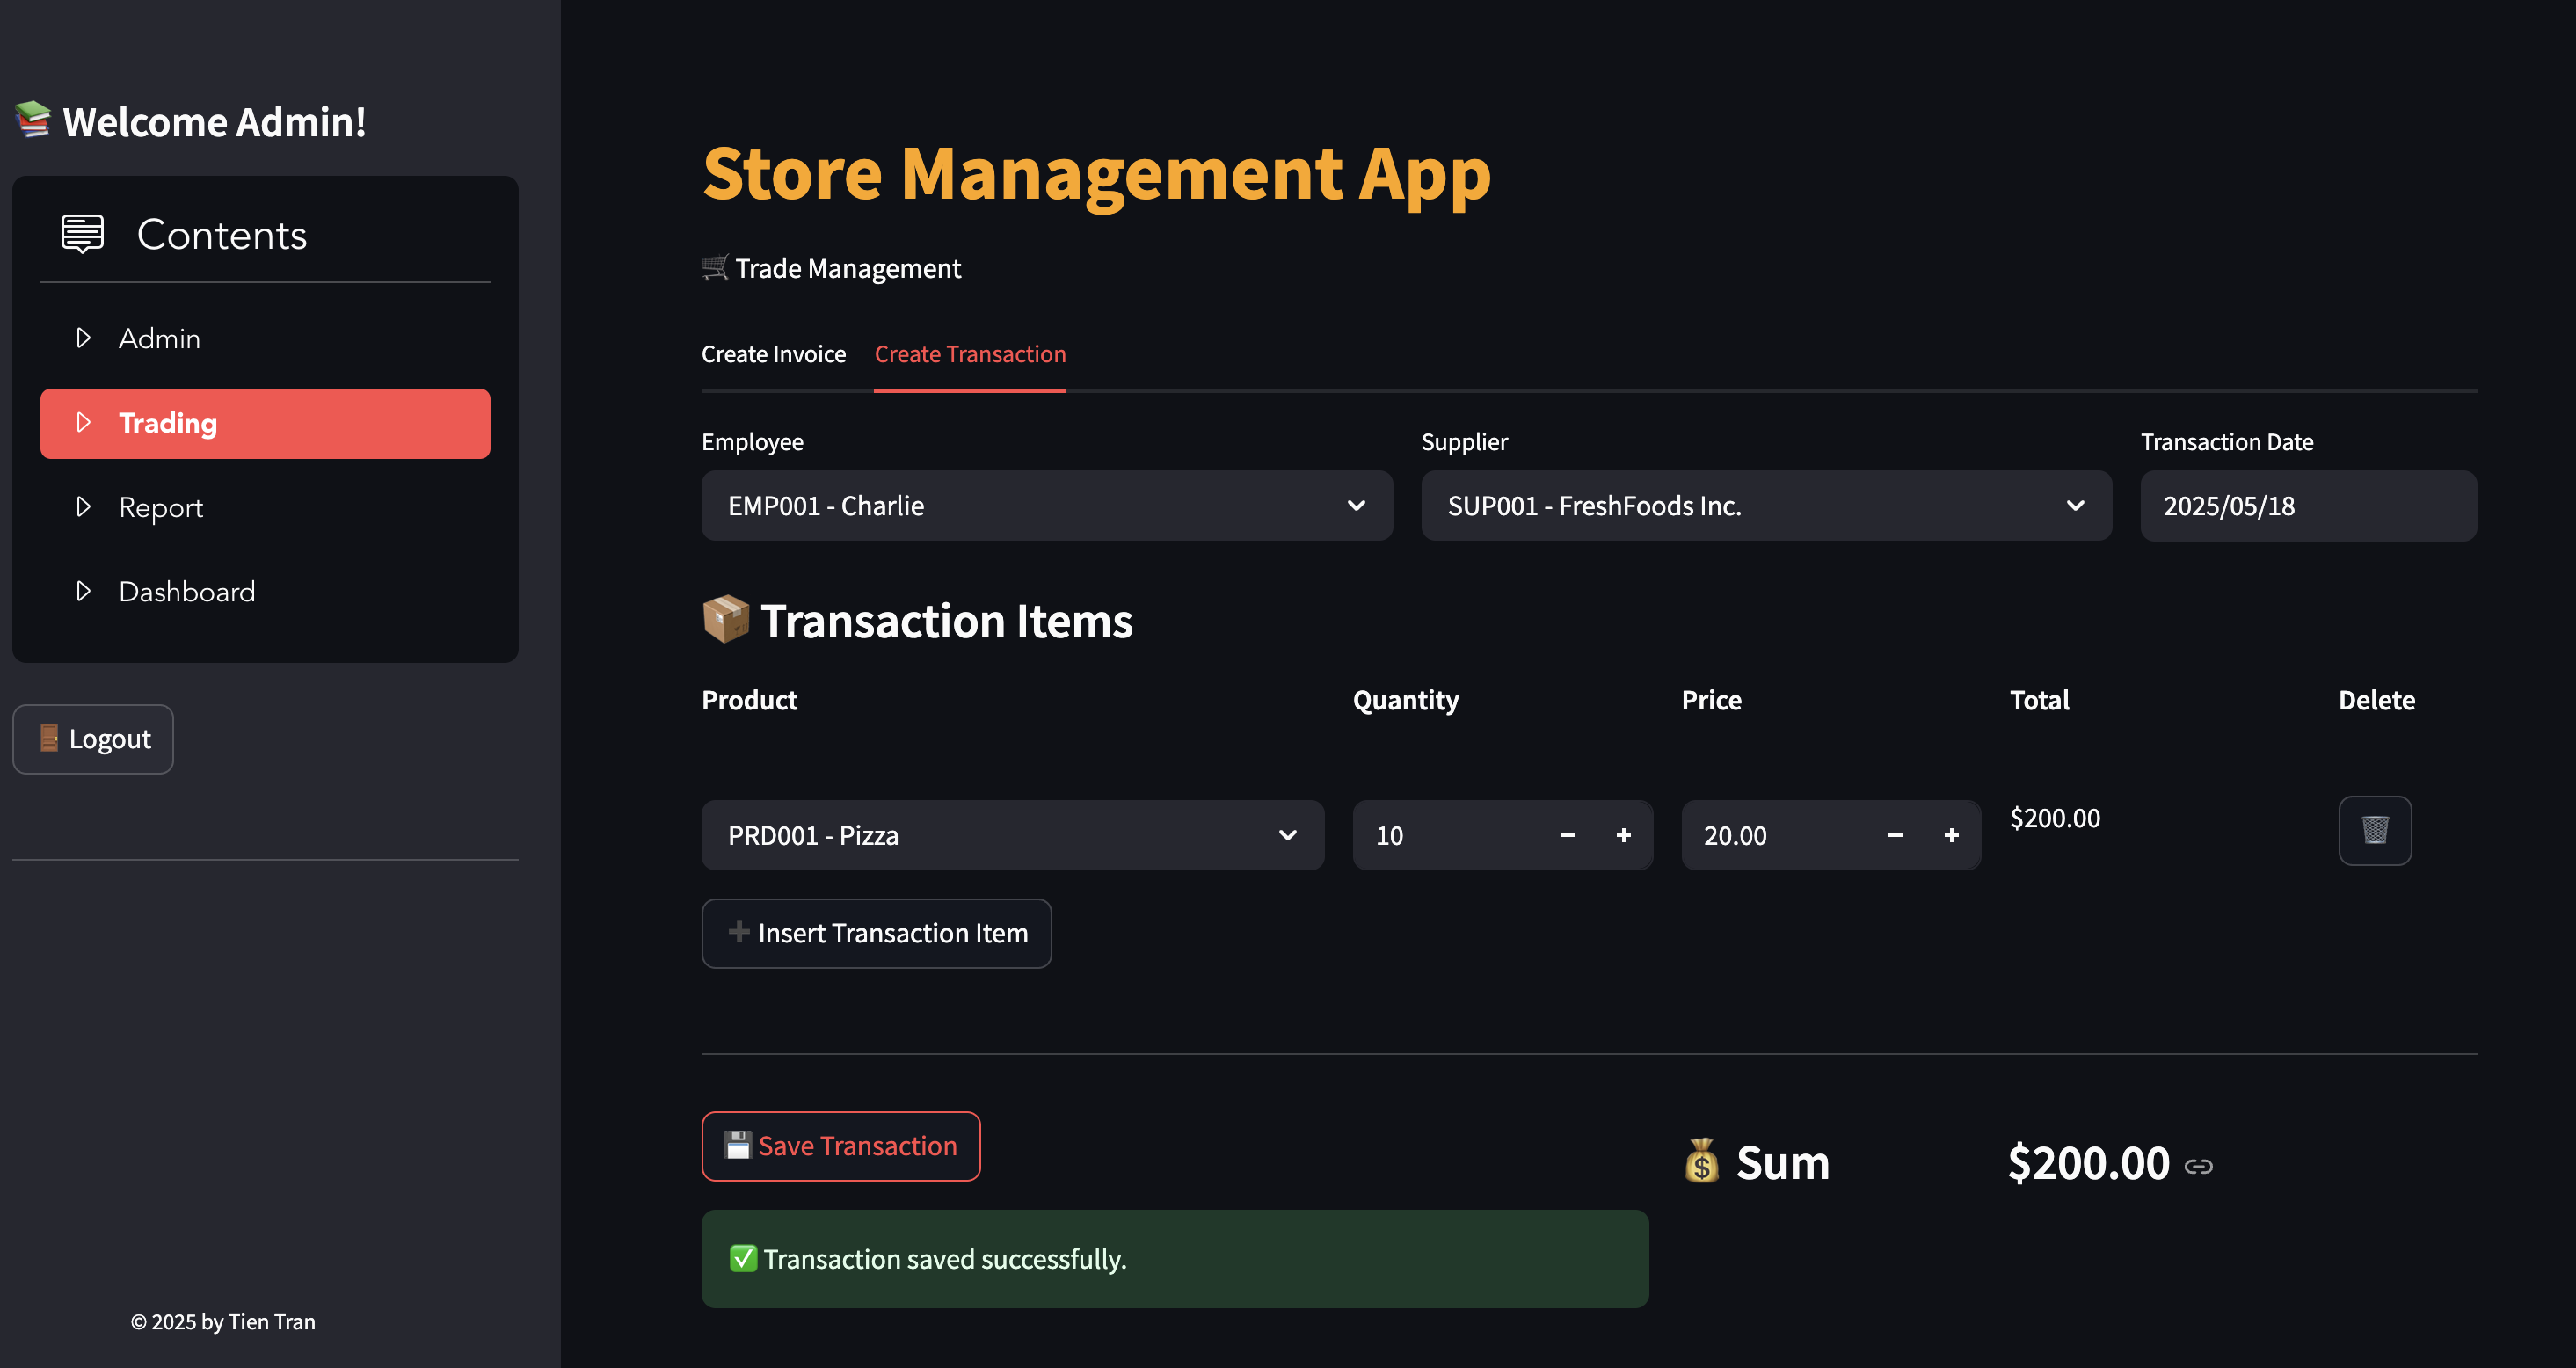 Welcome Admin!
Contents
Admin
Trading
Report
Dashboard
Logout
© 2025 by Tien Tran
Store Management App
Trade Management
Create Invoice Create Transaction
Employee Supplier Transaction Date
EMP001 - Charlie SUP001 - FreshFoods Inc. 2025/05/18
Transaction Items
Product Quantity Price Total Delete
PRD001 - Pizza 10 − + 20.00 − + $200.00
Insert Transaction Item
Save Transaction Sum $200.00
Transaction saved successfully.